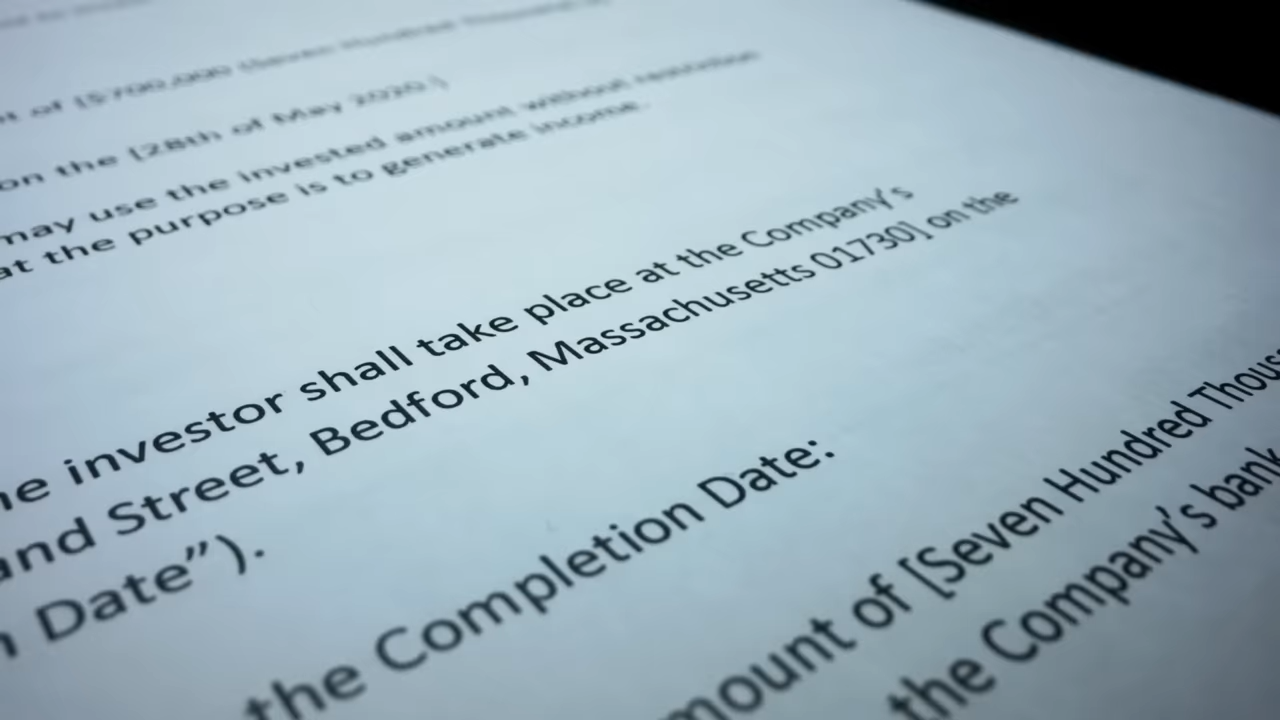 t of [$700,000 (Seven Hundred Thousand
on the [28th of May 2020 ]
may use the invested amount without restriction
at the purpose is to generate income.
investor shall take place at the Company's
Street, Bedford, Massachusetts 01730] on the
Date”).
the Completion Date:
mount of [Seven Hundred Thous
the Company's bank